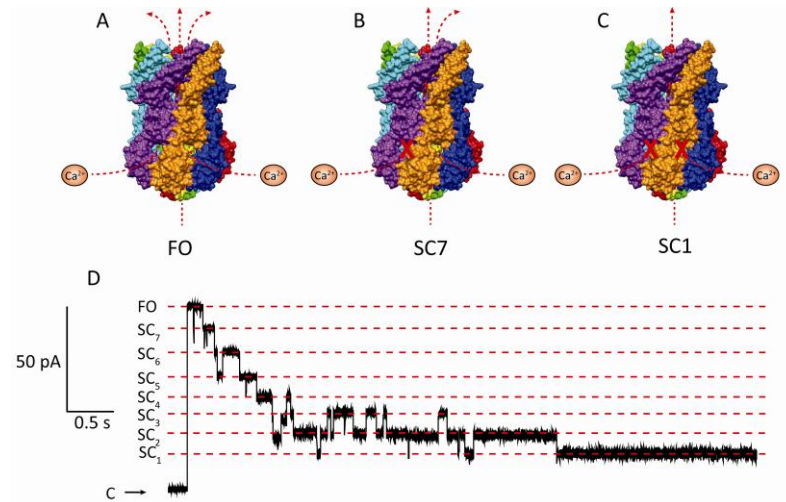 A B C
Ca2+ Ca2+ Ca2+ Ca2+ Ca2+ Ca2+
X X X
FO SC7 SC1
D
FO
SC7
SC6
SC5
SC4
SC3
SC2
SC1
50 pA
0.5 s
C